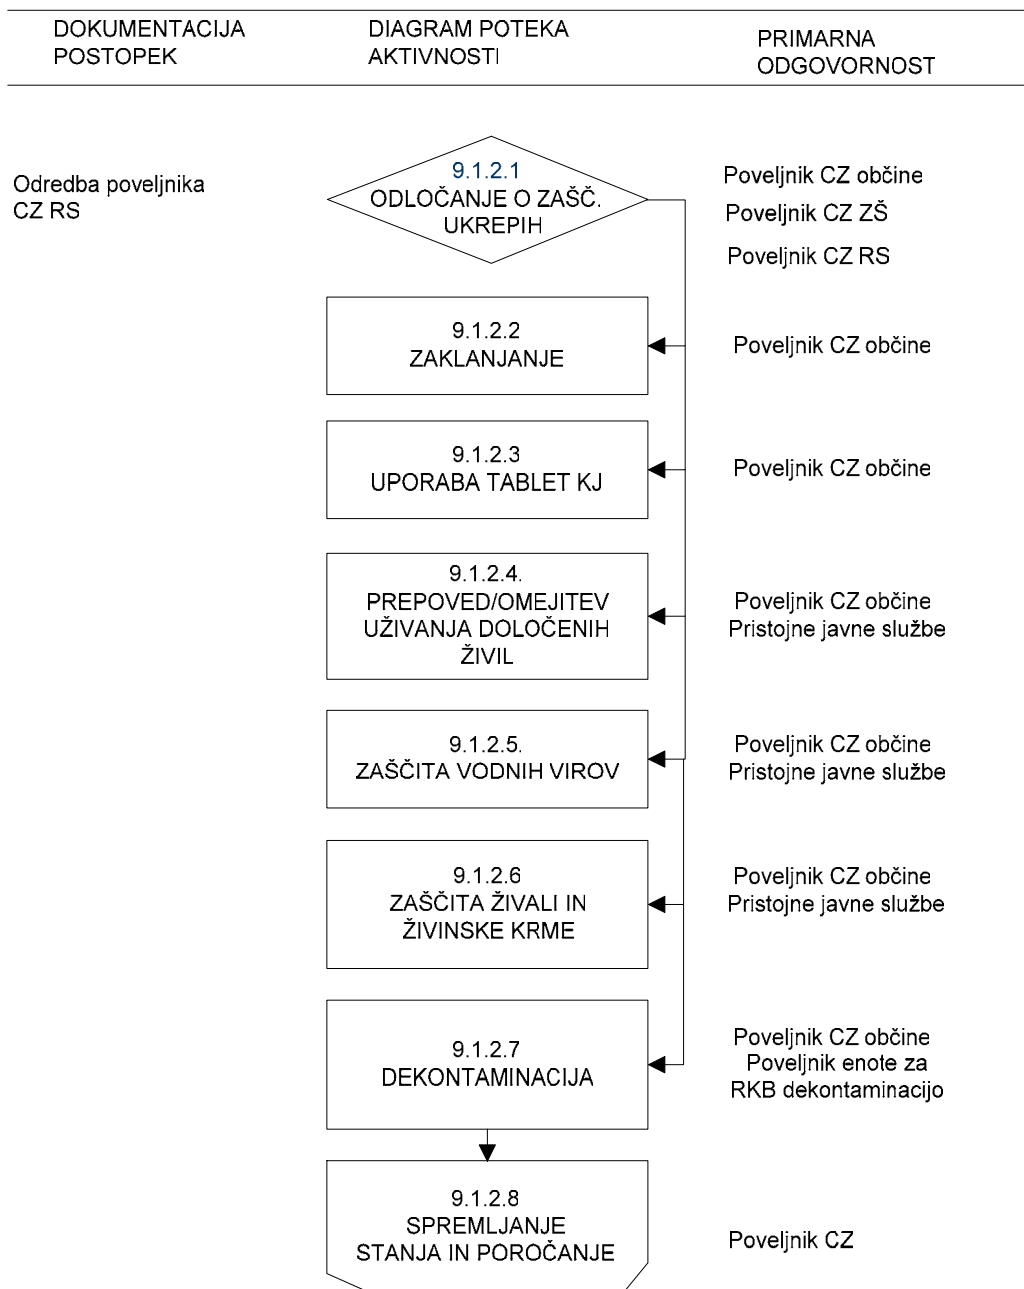 DOKUMENTACIJA
POSTOPEK
DIAGRAM POTEKA
AKTIVNOSTI
PRIMARNA
ODGOVORNOST
Odredba poveljnika
CZ RS
9.1.2.1
ODLOČANJE O ZAŠČ.
UKREPIH
Poveljnik CZ občine
Poveljnik CZ ZŠ
Poveljnik CZ RS
9.1.2.2
ZAKLANJANJE
Poveljnik CZ občine
9.1.2.3
UPORABA TABLET KJ
Poveljnik CZ občine
9.1.2.4.
PREPOVED/OMEJITEV
UŽIVANJA DOLOČENIH
ŽIVIL
Poveljnik CZ občine
Pristojne javne službe
9.1.2.5.
ZAŠČITA VODNIH VIROV
Poveljnik CZ občine
Pristojne javne službe
9.1.2.6
ZAŠČITA ŽIVALI IN
ŽIVINSKE KRME
Poveljnik CZ občine
Pristojne javne službe
9.1.2.7
DEKONTAMINACIJA
Poveljnik CZ občine
Poveljnik enote za
RKB dekontaminacijo
9.1.2.8
SPREMLJANJE
STANJA IN POROČANJE
Poveljnik CZ